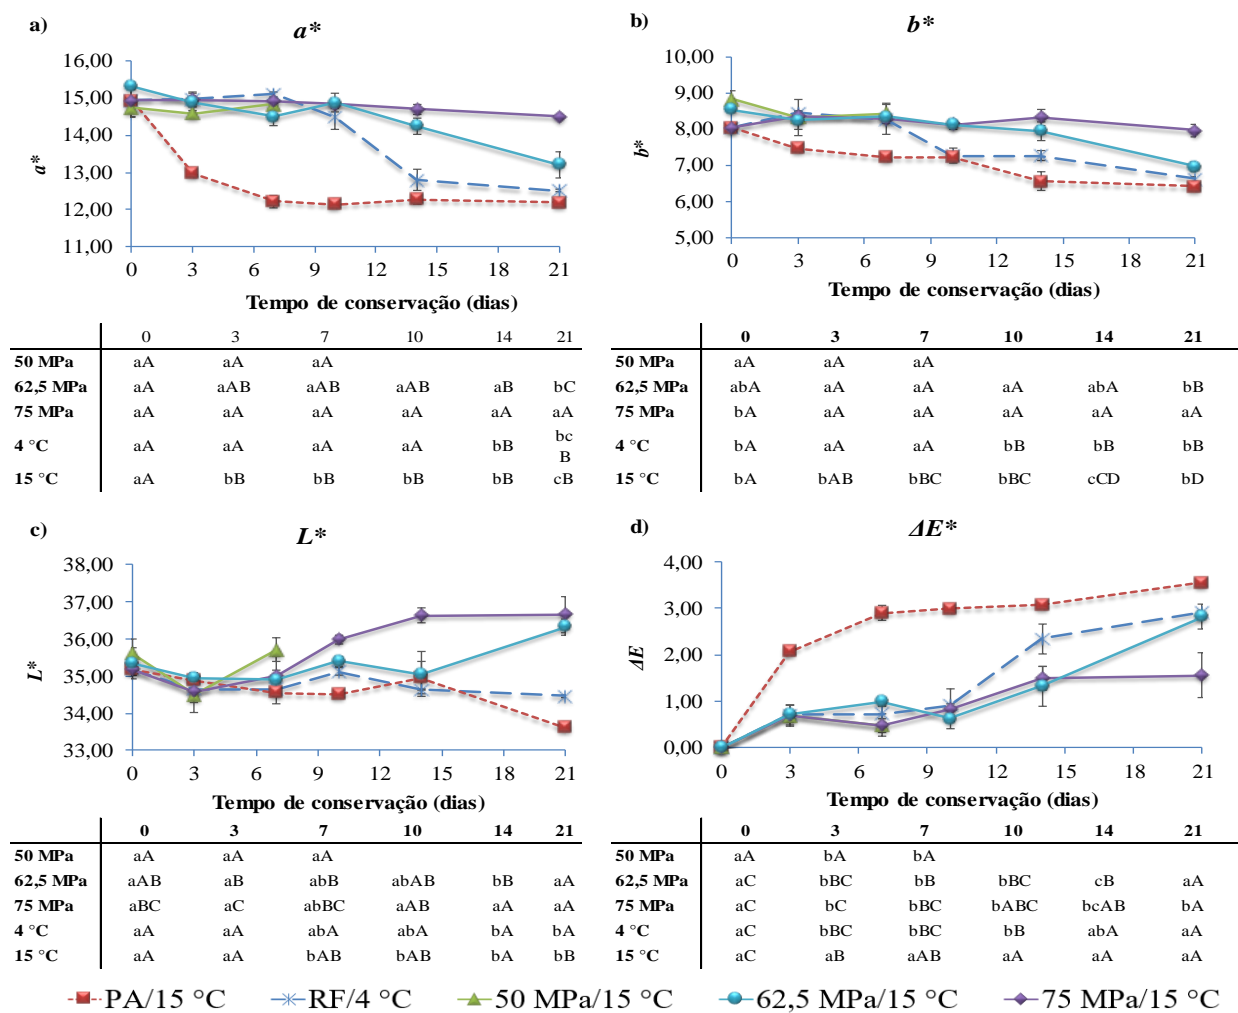 a)
a*
16,00
15,00
14,00
13,00
12,00
11,00
a*
0 3 6 9 12 15 18 21
Tempo de conservação (dias)
0 3 7 10 14 21
50 MPa aA aA aA
62,5 MPa aA aAB aAB aAB aB bC
75 MPa aA aA aA aA aA aA
4 °C aA aA aA aA bB bc B
15 °C aA bB bB bB bB cB
b)
b*
10,00
9,00
8,00
7,00
6,00
5,00
b*
0 3 6 9 12 15 18 21
Tempo de conservação (dias)
0 3 7 10 14 21
50 MPa aA aA aA
62,5 MPa abA aA aA aA abA bB
75 MPa bA aA aA aA aA aA
4 °C bA aA aA bB bB bB
15 °C bA bAB bBC bBC cCD bD
c)
L*
38,00
37,00
36,00
35,00
34,00
33,00
L*
0 3 6 9 12 15 18 21
Tempo de conservação (dias)
0 3 7 10 14 21
50 MPa aA aA aA
62,5 MPa aAB aB abB abAB bB aA
75 MPa aBC aC abBC aAB aA aA
4 °C aA aA abA abA bA bA
15 °C aA aA bAB bAB bA bB
d)
ΔE*
4,00
3,00
2,00
1,00
0,00
ΔE
0 3 6 9 12 15 18 21
Tempo de conservação (dias)
0 3 7 10 14 21
50 MPa aA bA bA
62,5 MPa aC bBC bB bBC cB aA
75 MPa aC bC bBC bABC bcAB bA
4 °C aC bBC bBC bB abA aA
15 °C aC aB aAB aA aA aA
PA/15 °C RF/4 °C 50 MPa/15 °C 62,5 MPa/15 °C 75 MPa/15 °C